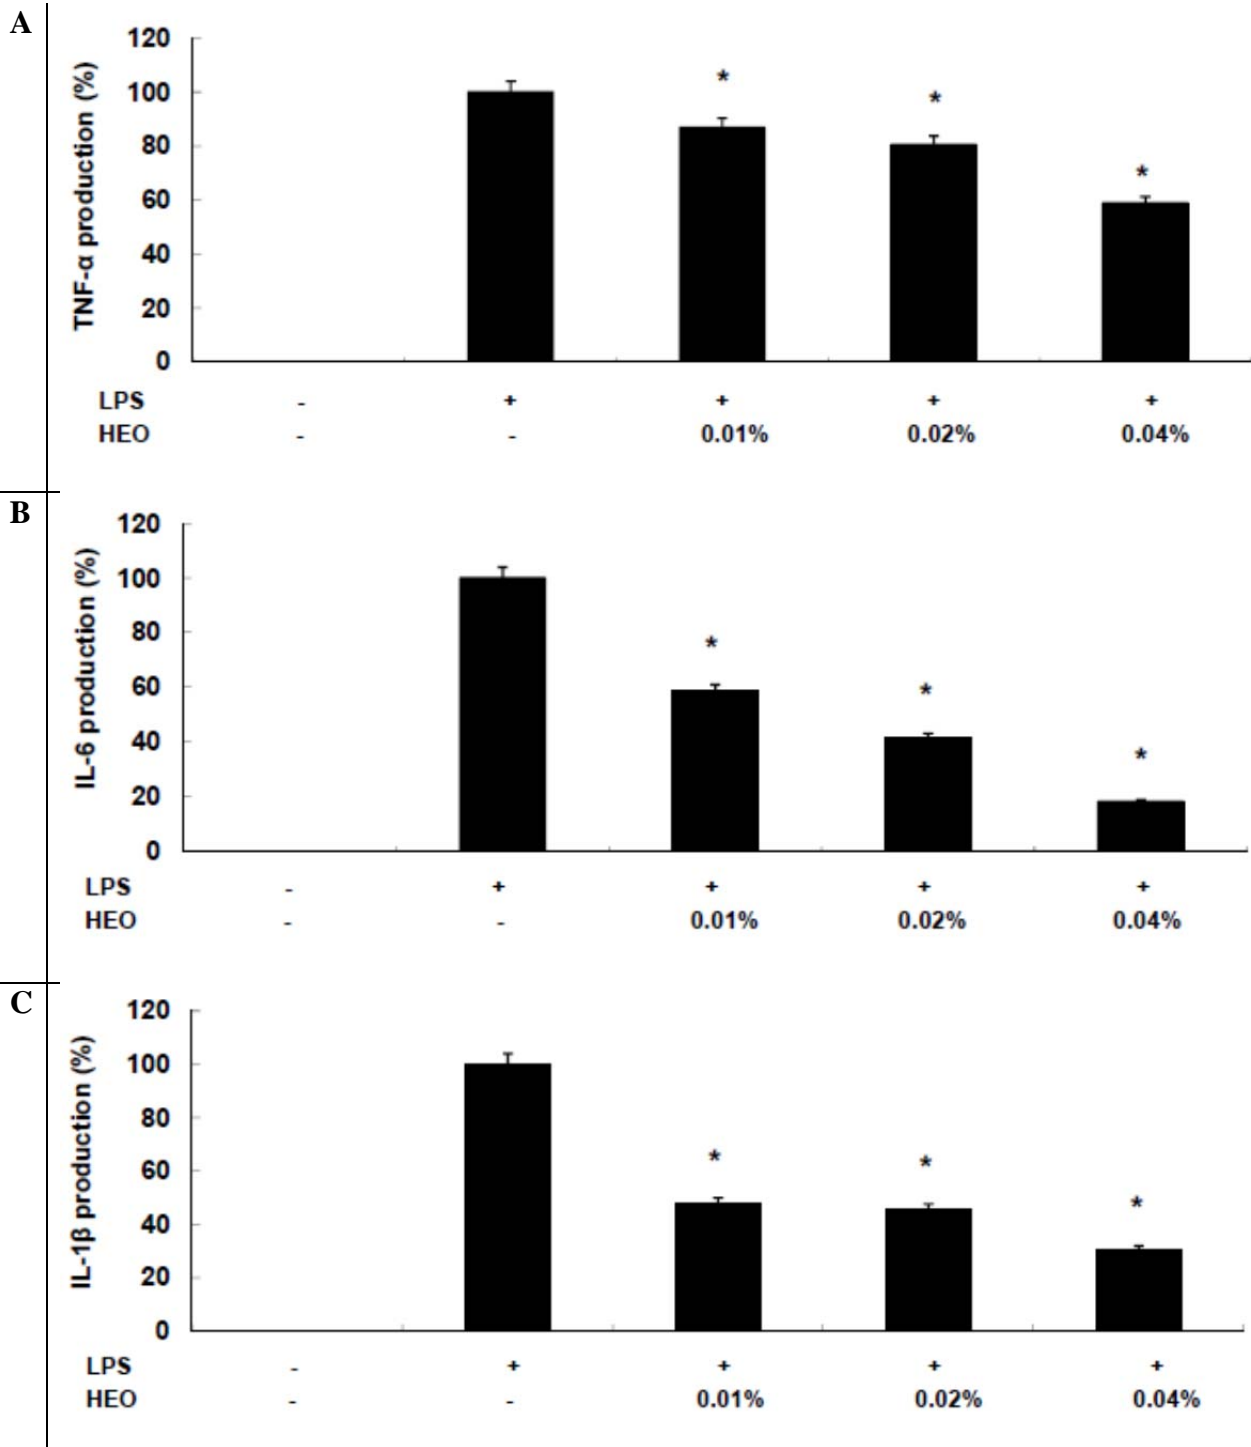 A
TNF-α production (%)
120
100
80
60
40
20
0
*
*
*
LPS - + + + +
HEO - - 0.01% 0.02% 0.04%
B
IL-6 production (%)
120
100
80
60
40
20
0
*
*
*
LPS - + + + +
HEO - - 0.01% 0.02% 0.04%
C
IL-1β production (%)
120
100
80
60
40
20
0
*
*
*
LPS - + + + +
HEO - - 0.01% 0.02% 0.04%